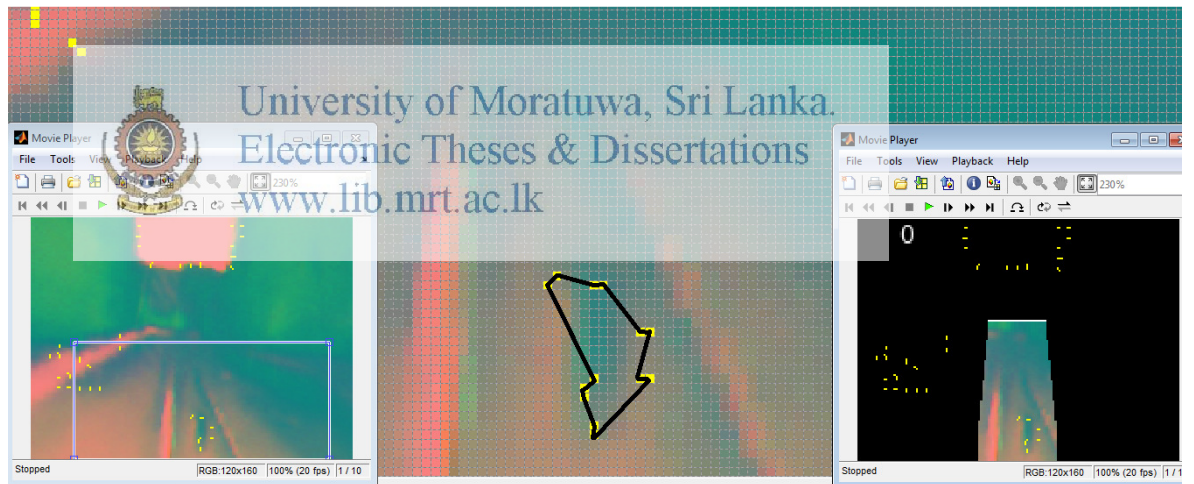 University of Moratuwa, Sri Lanka.
Electronic Theses & Dissertations
www.lib.mrt.ac.lk
Movie Player
File Tools View Playback Help
230%
Stopped RGB:120x160 100% (20 fps) 1 / 10
Movie Player
File Tools View Playback Help
230%
0
Stopped RGB:120x160 100% (20 fps) 1 / 1